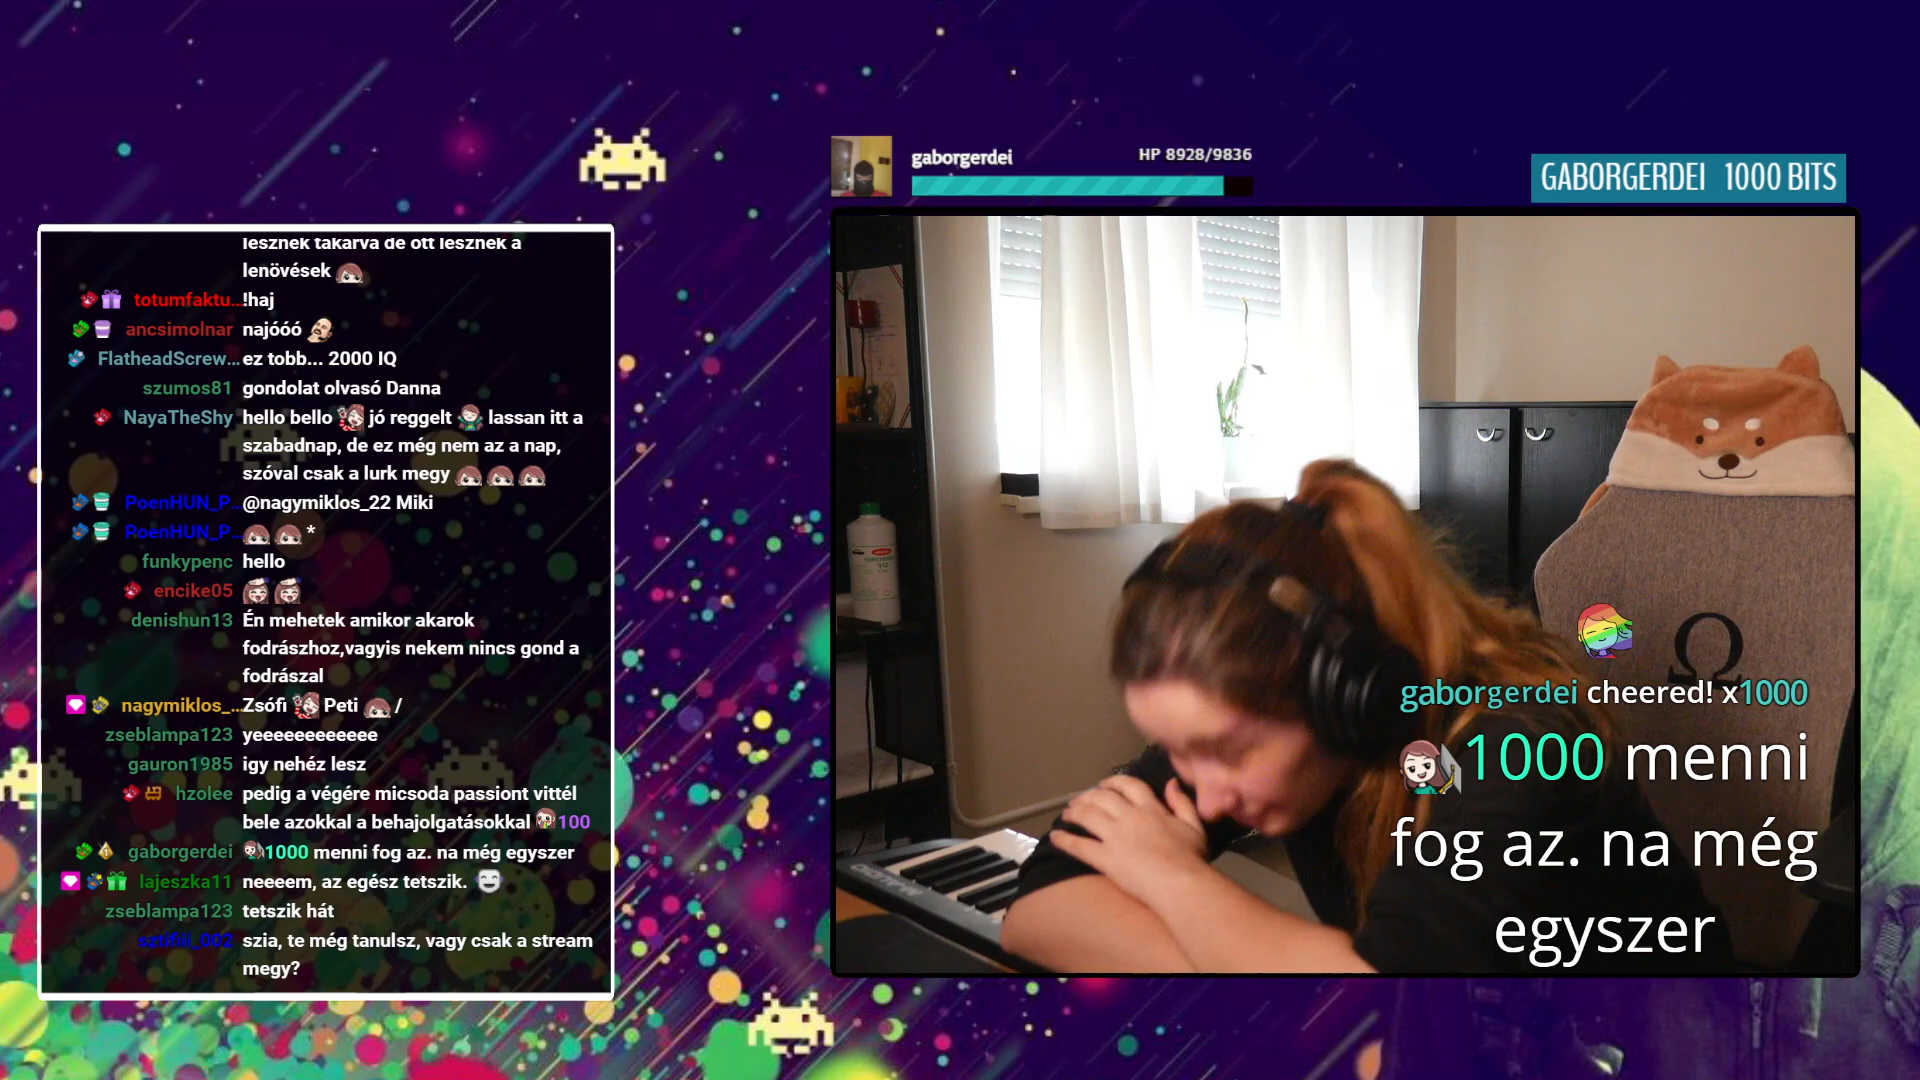 gaborgerdei HP 8928/9836
GABORGERDEI 1000 BITS
lesznek takarva de ott lesznek a
lenövések
totumfaktu... !haj
ancsimolnar najóóó
FlatheadScrew... ez tobb... 2000 IQ
szumos81 gondolat olvasó Danna
NayaTheShy hello bello jó reggelt lassan itt a
szabadnap, de ez még nem az a nap,
szóval csak a lurk megy
PoenHUN_P... @nagymiklos_22 Miki
PoenHUN_P... *
funkypenc hello
encike05
denishun13 Én mehetek amikor akarok
fodrászhoz,vagyis nekem nincs gond a
fodrászal
nagymiklos_... Zsófi Peti /
zseblampa123 yeeeeeeeeeeee
gauron1985 igy nehéz lesz
hzolee pedig a végére micsoda passiont vittél
bele azokkal a behajolgatásokkal 100
gaborgerdei 1000 menni fog az. na még egyszer
lajeszka11 neeeem, az egész tetszik.
zseblampa123 tetszik hát
szia, te még tanulsz, vagy csak a stream
megy?
Ω
gaborgerdei cheered! x1000
1000 menni
fog az. na még
egyszer